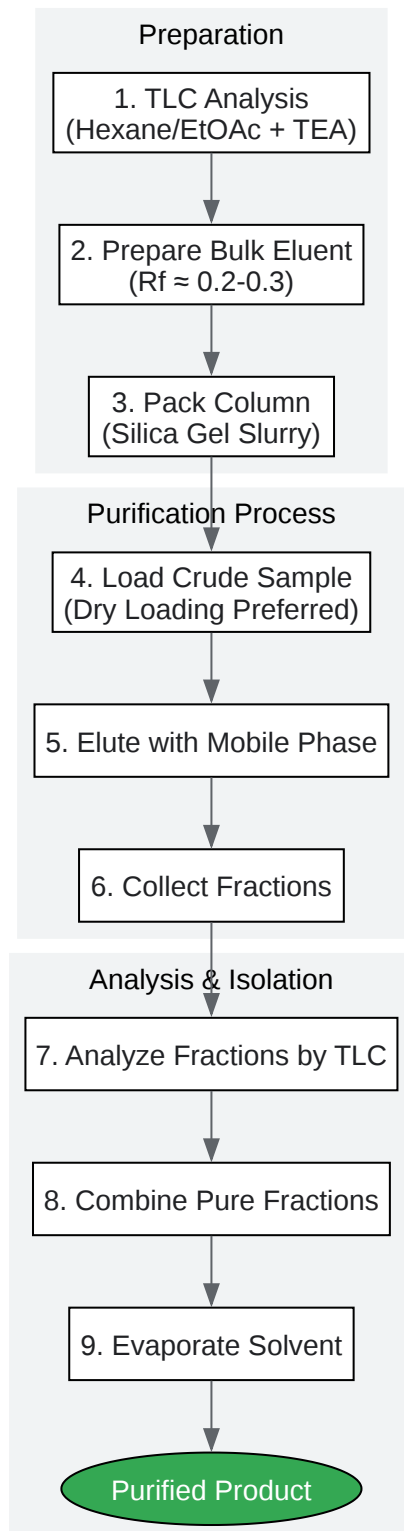 Preparation
1. TLC Analysis
(Hexane/EtOAc + TEA)
2. Prepare Bulk Eluent
(Rf ≈ 0.2-0.3)
3. Pack Column
(Silica Gel Slurry)
Purification Process
4. Load Crude Sample
(Dry Loading Preferred)
5. Elute with Mobile Phase
6. Collect Fractions
Analysis & Isolation
7. Analyze Fractions by TLC
8. Combine Pure Fractions
9. Evaporate Solvent
Purified Product